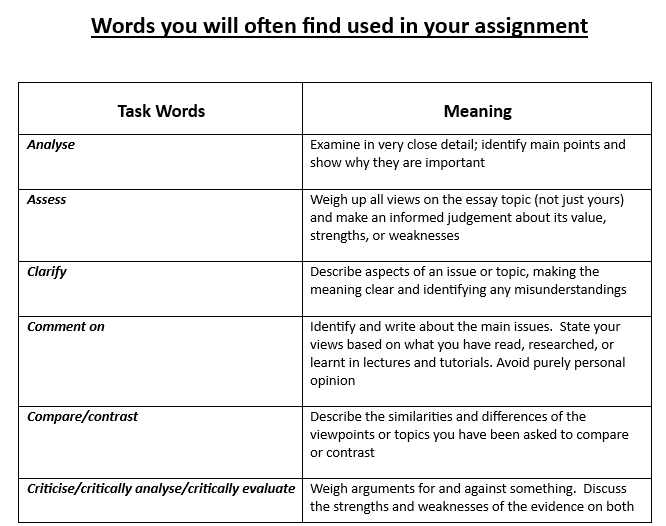 Words you will often find used in your assignment
Task Words
Meaning
Analyse
Examine in very close detail; identify main points and
show why they are important
Assess
Weigh up all views on the essay topic (not just yours)
and make an informed judgement about its value,
strengths, or weaknesses
Clarify
Describe aspects of an issue or topic, making the
meaning clear and identifying any misunderstandings
Comment on
Identify and write about the main issues.  State your
views based on what you have read, researched, or
learnt in lectures and tutorials. Avoid purely personal
opinion
Compare/contrast
Describe the similarities and differences of the
viewpoints or topics you have been asked to compare
or contrast
Criticise/critically analyse/critically evaluate
Weigh arguments for and against something.  Discuss
the strengths and weaknesses of the evidence on both